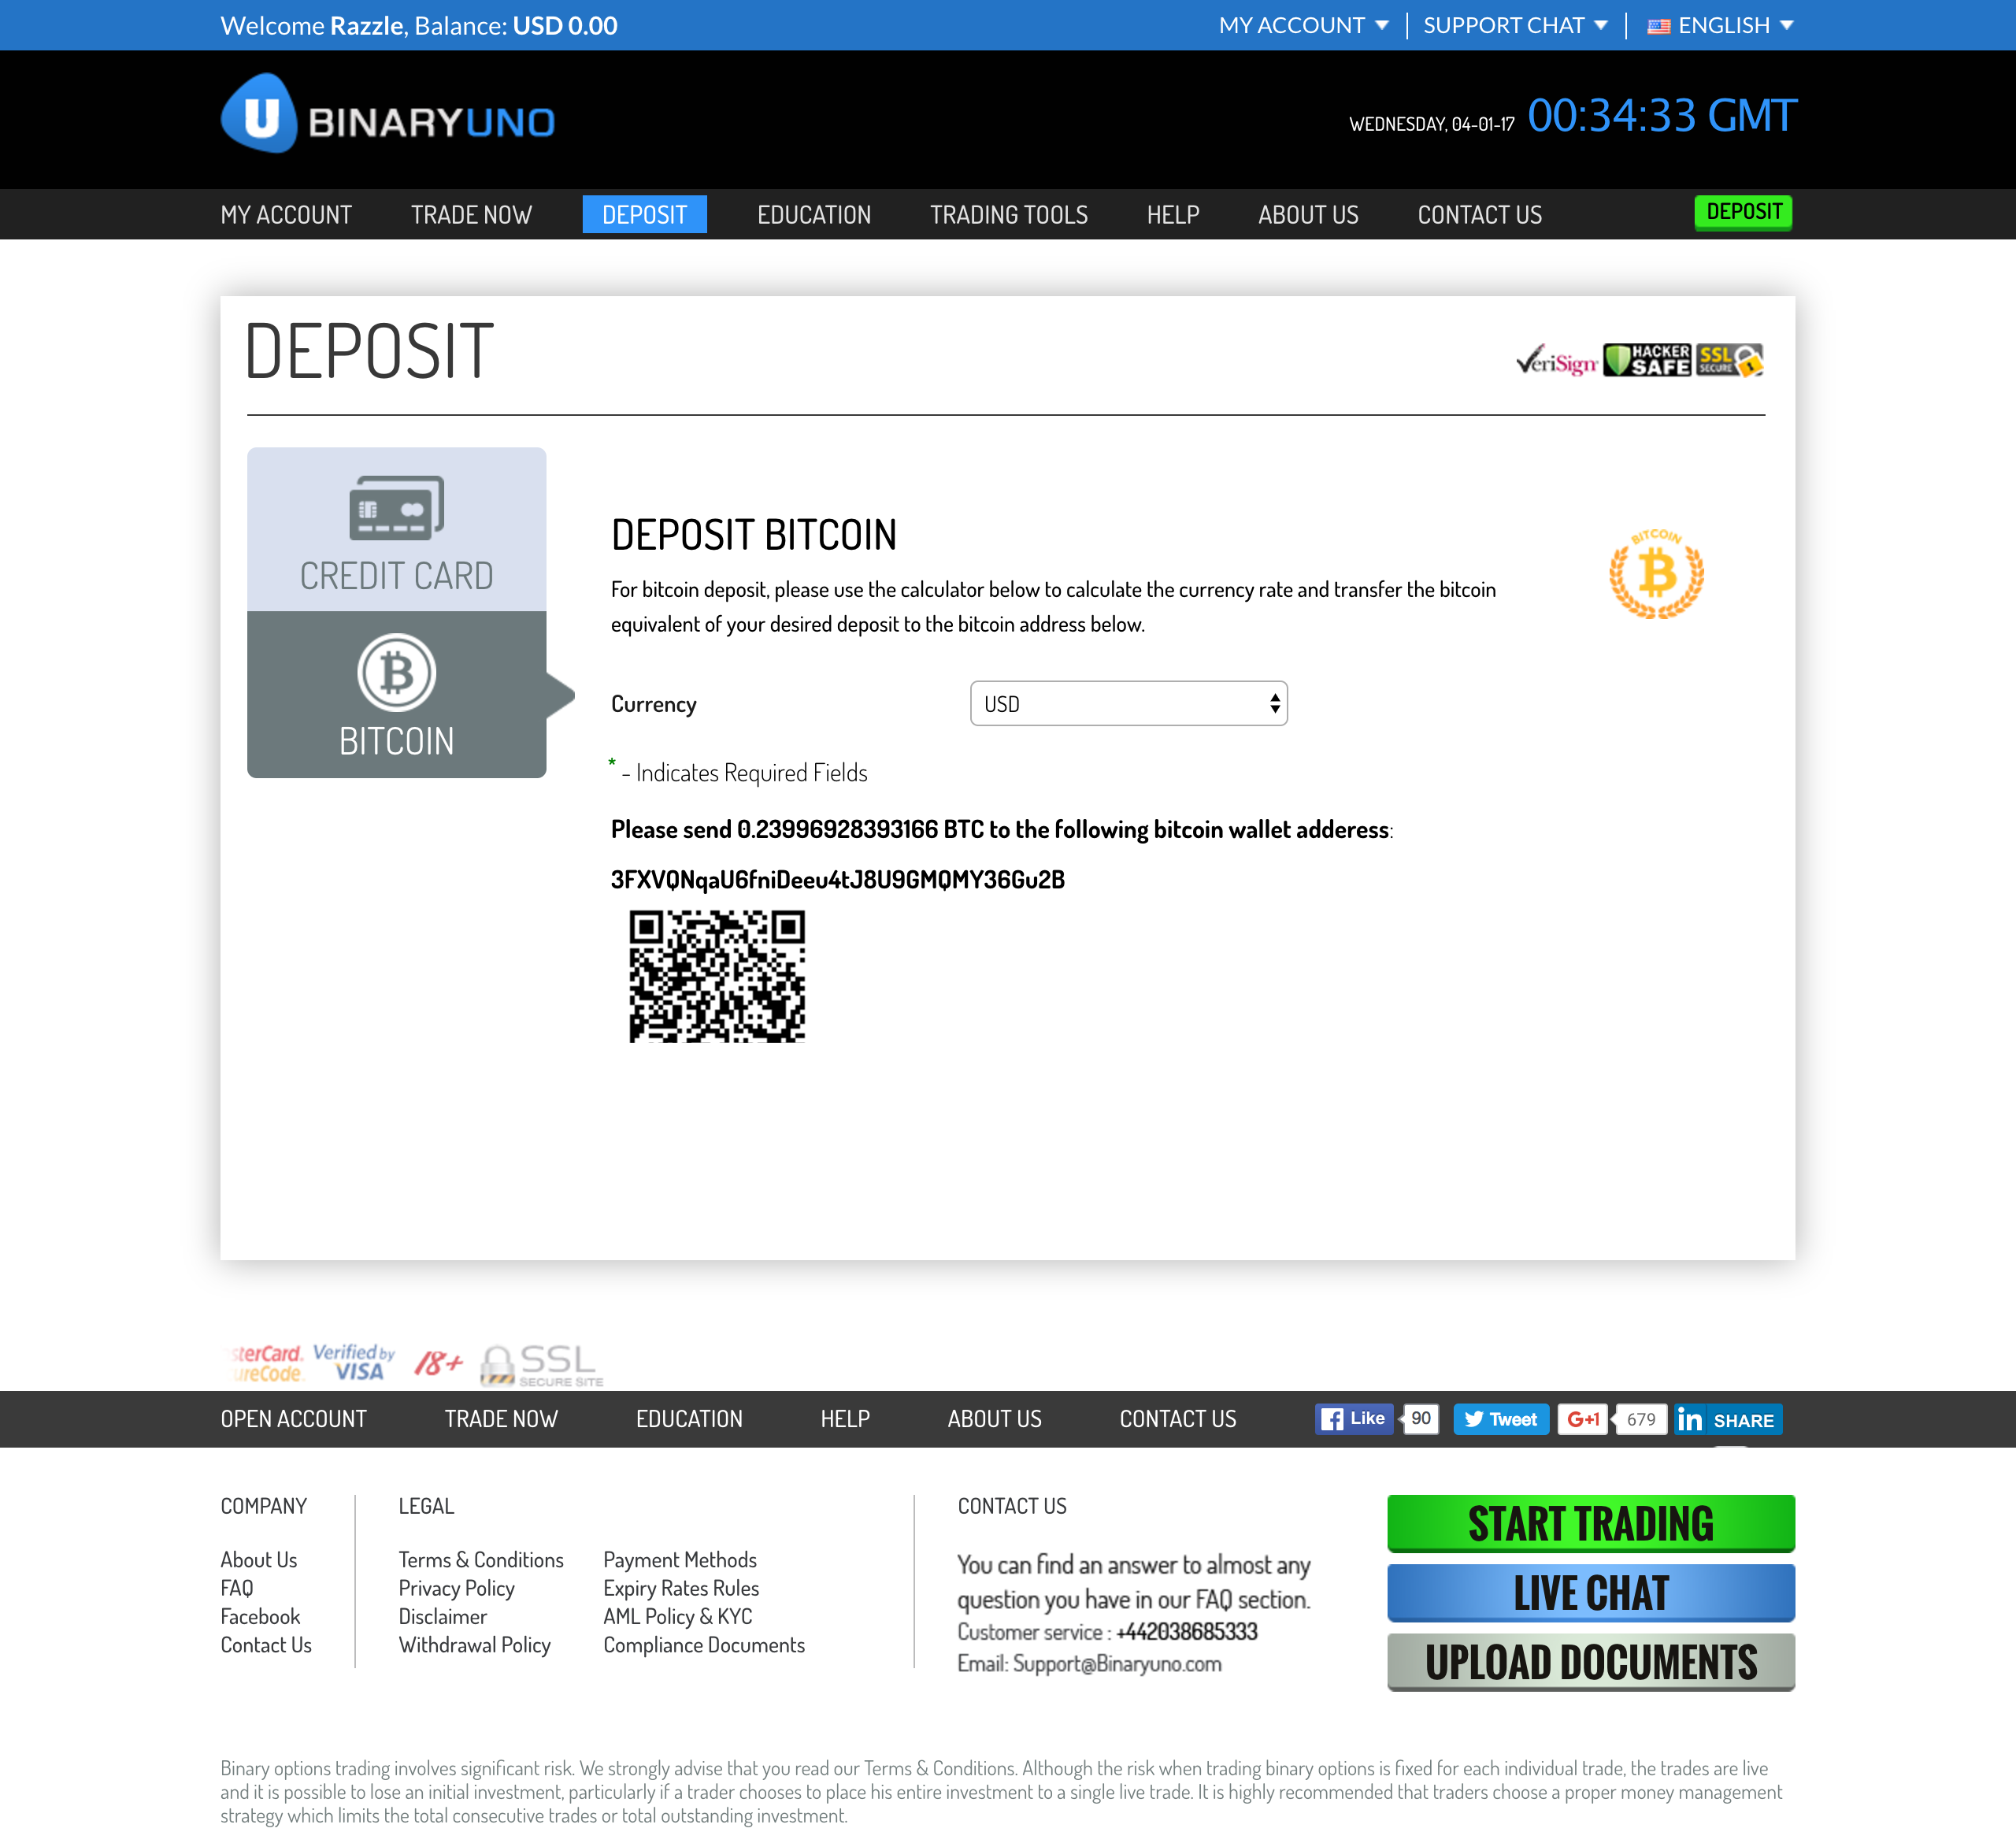 Welcome Razzle, Balance: USD 0.00
MY ACCOUNT
SUPPORT CHAT
ENGLISH
U BINARYUNO
WEDNESDAY, 04-01-17 00:34:33 GMT
MY ACCOUNT
TRADE NOW
DEPOSIT
EDUCATION
TRADING TOOLS
HELP
ABOUT US
CONTACT US
DEPOSIT
DEPOSIT
VeriSign
HACKER SAFE
SSL SECURE
CREDIT CARD
BITCOIN
DEPOSIT BITCOIN
BITCOIN
For bitcoin deposit, please use the calculator below to calculate the currency rate and transfer the bitcoin
equivalent of your desired deposit to the bitcoin address below.
Currency
USD
* - Indicates Required Fields
Please send 0.23996928393166 BTC to the following bitcoin wallet adderess:
3FXVQNqaU6fniDeeu4tJ8U9GMQMY36Gu2B
sterCard.
ureCode.
Verified by
VISA
18+
SSL
SECURE SITE
OPEN ACCOUNT
TRADE NOW
EDUCATION
HELP
ABOUT US
CONTACT US
Like
90
Tweet
G+1
679
in SHARE
COMPANY
About Us
FAQ
Facebook
Contact Us
LEGAL
Terms & Conditions
Privacy Policy
Disclaimer
Withdrawal Policy
Payment Methods
Expiry Rates Rules
AML Policy & KYC
Compliance Documents
CONTACT US
You can find an answer to almost any
question you have in our FAQ section.
Customer service : +442038685333
Email: Support@Binaryuno.com
START TRADING
LIVE CHAT
UPLOAD DOCUMENTS
Binary options trading involves significant risk. We strongly advise that you read our Terms & Conditions. Although the risk when trading binary options is fixed for each individual trade, the trades are live
and it is possible to lose an initial investment, particularly if a trader chooses to place his entire investment to a single live trade. It is highly recommended that traders choose a proper money management
strategy which limits the total consecutive trades or total outstanding investment.